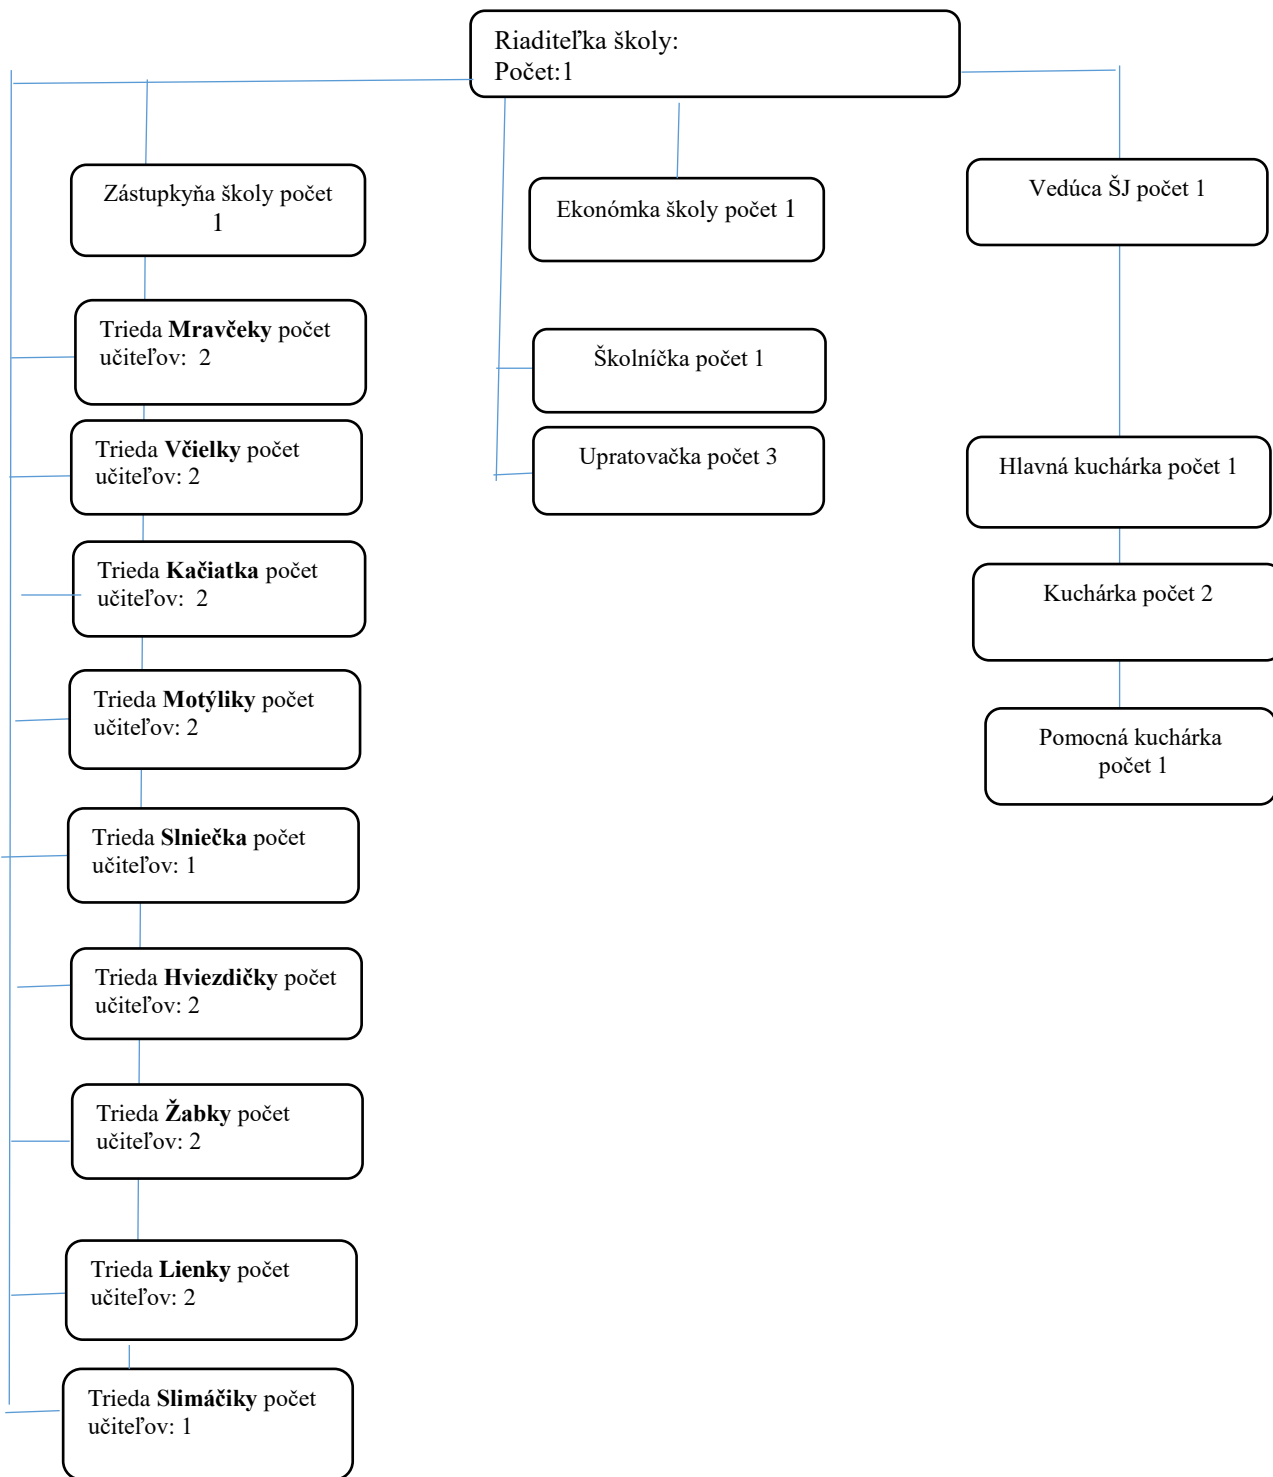 Riaditeľka školy:
Počet:1
Zástupkyňa školy počet
1
Ekonómka školy počet 1
Vedúca ŠJ počet 1
Trieda Mravčeky počet
učiteľov:  2
Školníčka počet 1
Trieda Včielky počet
učiteľov: 2
Upratovačka počet 3
Hlavná kuchárka počet 1
Trieda Kačiatka počet
učiteľov:  2
Kuchárka počet 2
Trieda Motýliky počet
učiteľov: 2
Pomocná kuchárka
počet 1
Trieda Slniečka počet
učiteľov: 1
Trieda Hviezdičky počet
učiteľov: 2
Trieda Žabky počet
učiteľov: 2
Trieda Lienky počet
učiteľov: 2
Trieda Slimáčiky počet
učiteľov: 1